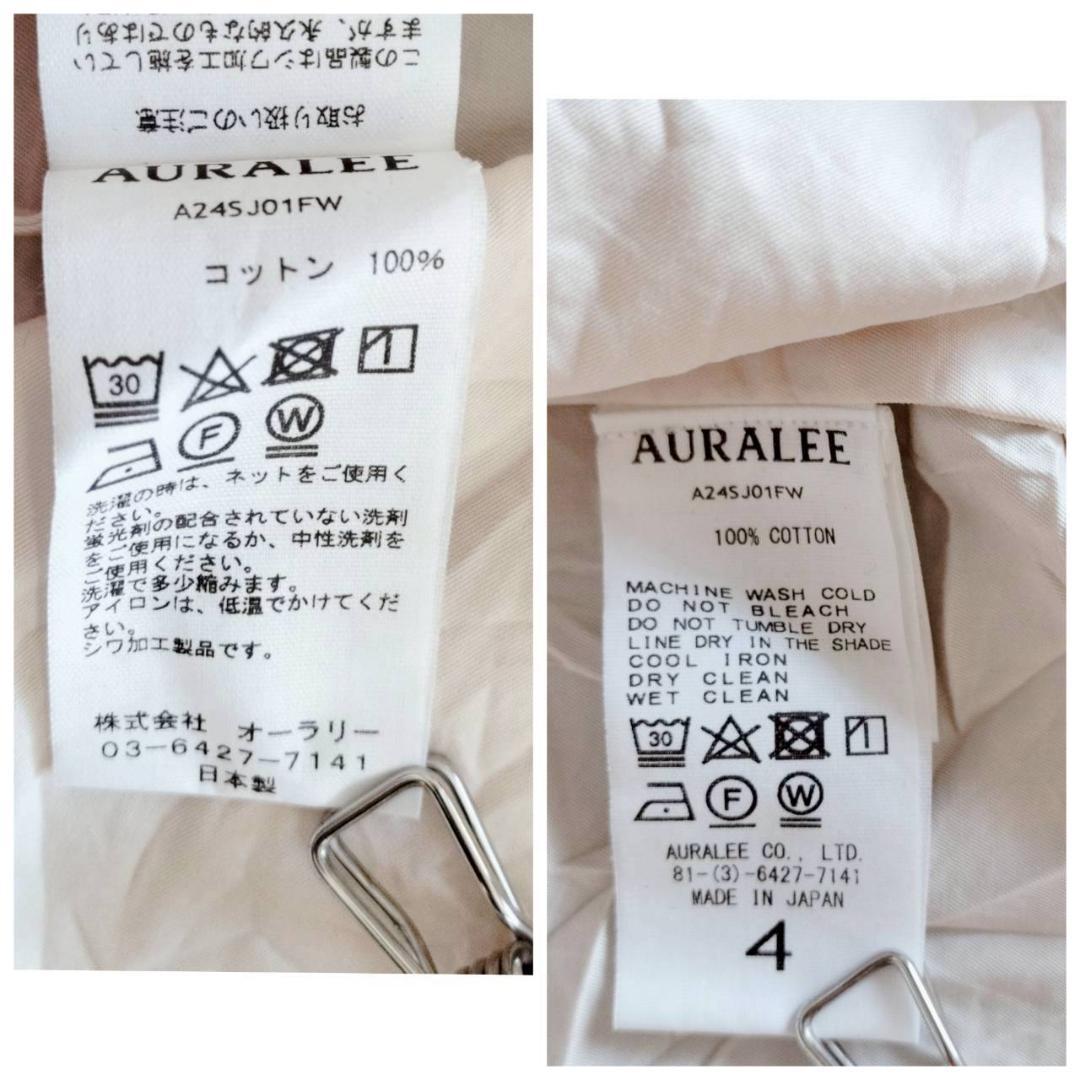 ますが、永久的なものではあり
この製品はシワ加工を施してい
お取り扱いのご注意
AURALEE
A24SJ01FW
コットン 100%
30
F W
洗濯の時は、ネットをご使用く
ださい。
蛍光剤の配合されていない洗剤
をご使用になるか、中性洗剤を
ご使用ください。
洗濯で多少縮みます。
アイロンは、低温でかけてくだ
さい。
シワ加工製品です。
株式会社 オーラリー
03-6427-7141
日本製
AURALEE
A24SJ01FW
100% COTTON
MACHINE WASH COLD
DO NOT BLEACH
DO NOT TUMBLE DRY
LINE DRY IN THE SHADE
COOL IRON
DRY CLEAN
WET CLEAN
30
F W
AURALEE CO., LTD.
81-(3)-6427-7141
MADE IN JAPAN
4